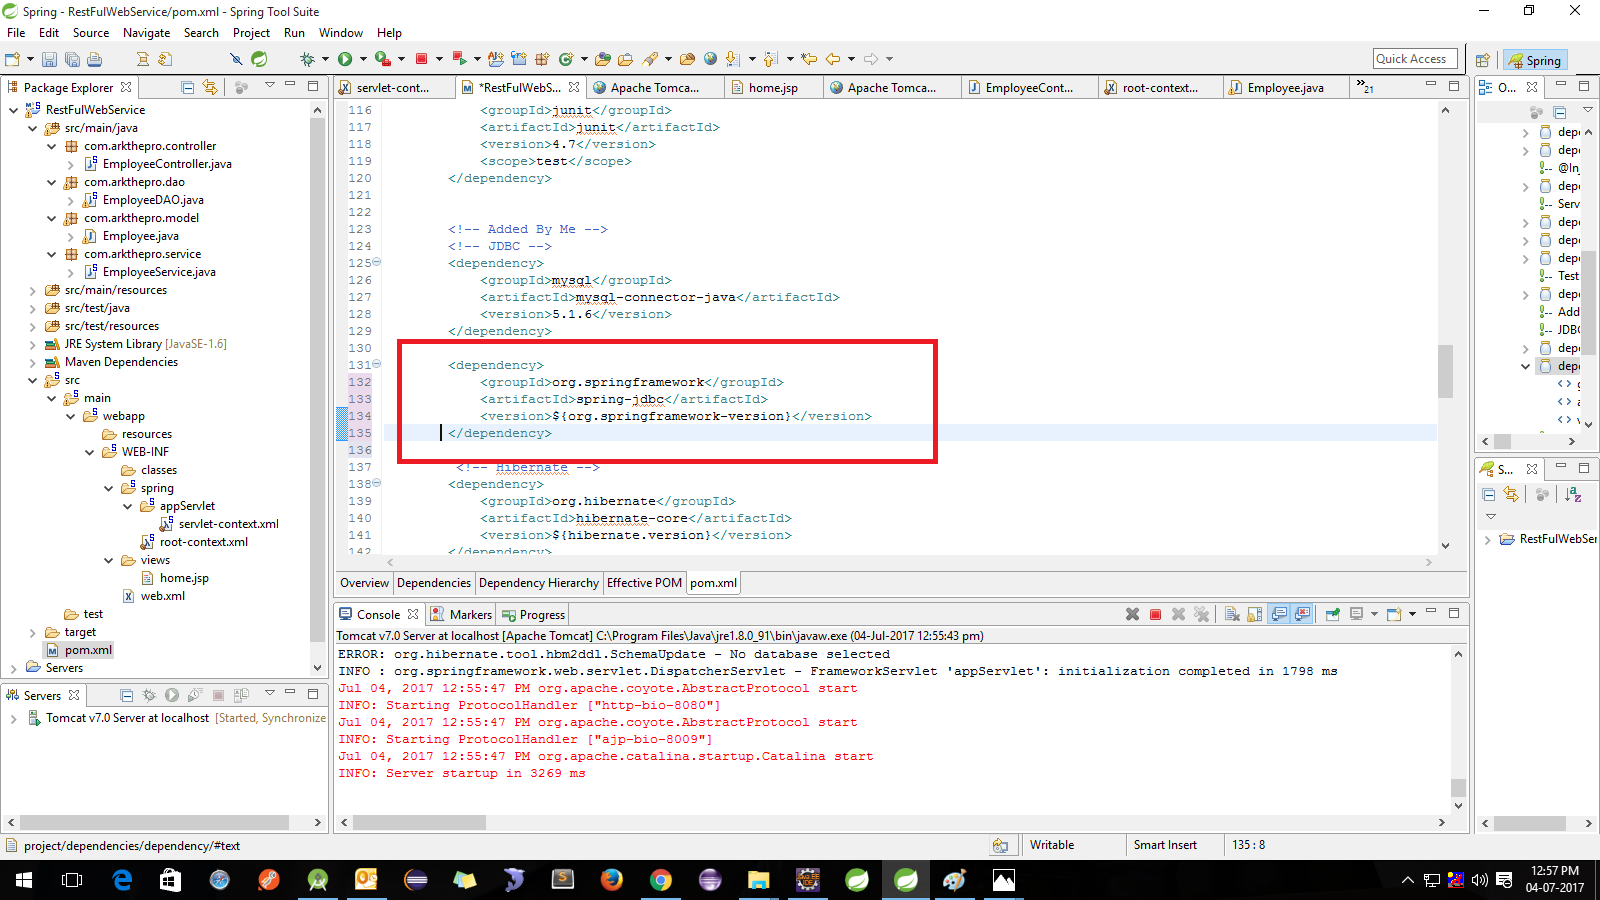 Spring - RestFulWebService/pom.xml - Spring Tool Suite
File Edit Source Navigate Search Project Run Window Help
Quick Access
Spring
Package Explorer
RestFulWebService
src/main/java
com.arkthepro.controller
EmployeeController.java
com.arkthepro.dao
EmployeeDAO.java
com.arkthepro.model
Employee.java
com.arkthepro.service
EmployeeService.java
src/main/resources
src/test/java
src/test/resources
JRE System Library [JavaSE-1.6]
Maven Dependencies
src
main
webapp
resources
WEB-INF
classes
spring
appServlet
servlet-context.xml
root-context.xml
views
home.jsp
web.xml
test
target
pom.xml
Servers
Servers
Tomcat v7.0 Server at localhost [Started, Synchronize
servlet-cont... *RestFulWebS... Apache Tomca... home.jsp Apache Tomca... EmployeeCont... root-context... Employee.java »21
116 <groupId>junit</groupId>
117 <artifactId>junit</artifactId>
118 <version>4.7</version>
119 <scope>test</scope>
120 </dependency>
121
122
123 <!-- Added By Me -->
124 <!-- JDBC -->
125 <dependency>
126 <groupId>mysql</groupId>
127 <artifactId>mysql-connector-java</artifactId>
128 <version>5.1.6</version>
129 </dependency>
130
131 <dependency>
132 <groupId>org.springframework</groupId>
133 <artifactId>spring-jdbc</artifactId>
134 <version>${org.springframework-version}</version>
135 </dependency>
136
137 <!-- Hibernate -->
138 <dependency>
139 <groupId>org.hibernate</groupId>
140 <artifactId>hibernate-core</artifactId>
141 <version>${hibernate.version}</version>
142 </dependency>
Overview Dependencies Dependency Hierarchy Effective POM pom.xml
Console Markers Progress
Tomcat v7.0 Server at localhost [Apache Tomcat] C:\Program Files\Java\jre1.8.0_91\bin\javaw.exe (04-Jul-2017 12:55:43 pm)
ERROR: org.hibernate.tool.hbm2ddl.SchemaUpdate - No database selected
INFO : org.springframework.web.servlet.DispatcherServlet - FrameworkServlet 'appServlet': initialization completed in 1798 ms
Jul 04, 2017 12:55:47 PM org.apache.coyote.AbstractProtocol start
INFO: Starting ProtocolHandler ["http-bio-8080"]
Jul 04, 2017 12:55:47 PM org.apache.coyote.AbstractProtocol start
INFO: Starting ProtocolHandler ["ajp-bio-8009"]
Jul 04, 2017 12:55:47 PM org.apache.catalina.startup.Catalina start
INFO: Server startup in 3269 ms
O...
depe
depe
@Inj
depe
Serv
depe
depe
depe
Test
depe
Add
JDBC
depe
depe
S...
RestFulWebSer
project/dependencies/dependency/#text
Writable
Smart Insert
135 : 8
12:57 PM
04-07-2017